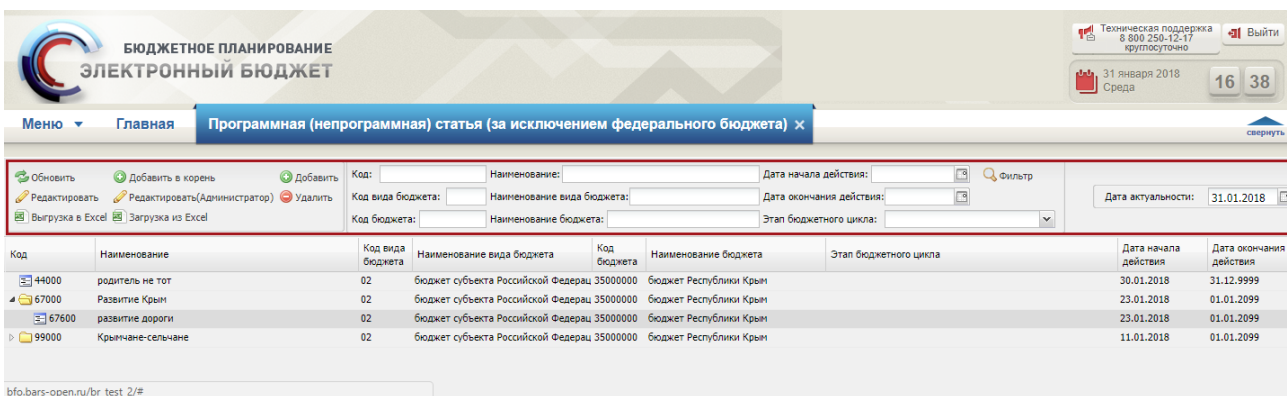 БЮДЖЕТНОЕ ПЛАНИРОВАНИЕ
ЭЛЕКТРОННЫЙ БЮДЖЕТ
Техническая поддержка
8 800 250-12-17
круглосуточно
Выйти
31 января 2018
Среда
16 38
Меню
Главная
Программная (непрограммная) статья (за исключением федерального бюджета) ×
свернуть
Обновить Добавить в корень Добавить
Редактировать Редактировать(Администратор) Удалить
Выгрузка в Excel Загрузка из Excel
Код: Наименование: Дата начала действия: Фильтр
Код вида бюджета: Наименование вида бюджета: Дата окончания действия:
Код бюджета: Наименование бюджета: Этап бюджетного цикла:
Дата актуальности: 31.01.2018
Код Наименование Код вида бюджета Наименование вида бюджета Код бюджета Наименование бюджета Этап бюджетного цикла Дата начала действия Дата окончания действия
44000 родитель не тот 02 бюджет субъекта Российской Федерац 35000000 бюджет Республики Крым 30.01.2018 31.12.9999
67000 Развитие Крым 02 бюджет субъекта Российской Федерац 35000000 бюджет Республики Крым 23.01.2018 01.01.2099
67600 развитие дороги 02 бюджет субъекта Российской Федерац 35000000 бюджет Республики Крым 23.01.2018 01.01.2099
99000 Крымчане-сельчане 02 бюджет субъекта Российской Федерац 35000000 бюджет Республики Крым 11.01.2018 01.01.2099
bfo.bars-open.ru/br_test_2/#